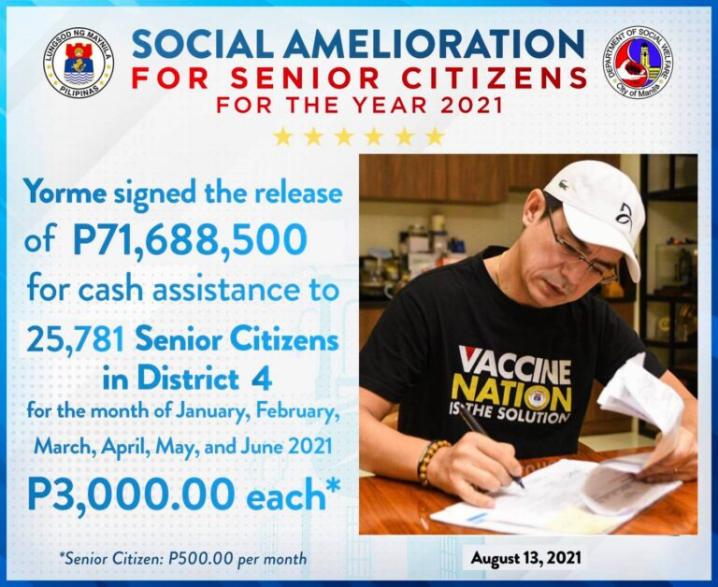 LUNGSOD NG MAYNILA
PILIPINAS
SOCIAL AMELIORATION
FOR SENIOR CITIZENS
FOR THE YEAR 2021
DEPARTMENT OF SOCIAL WELFARE
City of Manila
Yorme signed the release
of P71,688,500
for cash assistance to
25,781 Senior Citizens
in District 4
for the month of January, February,
March, April, May, and June 2021
P3,000.00 each*
*Senior Citizen: P500.00 per month
VACCINE
NATION
IS THE SOLUTION
August 13, 2021